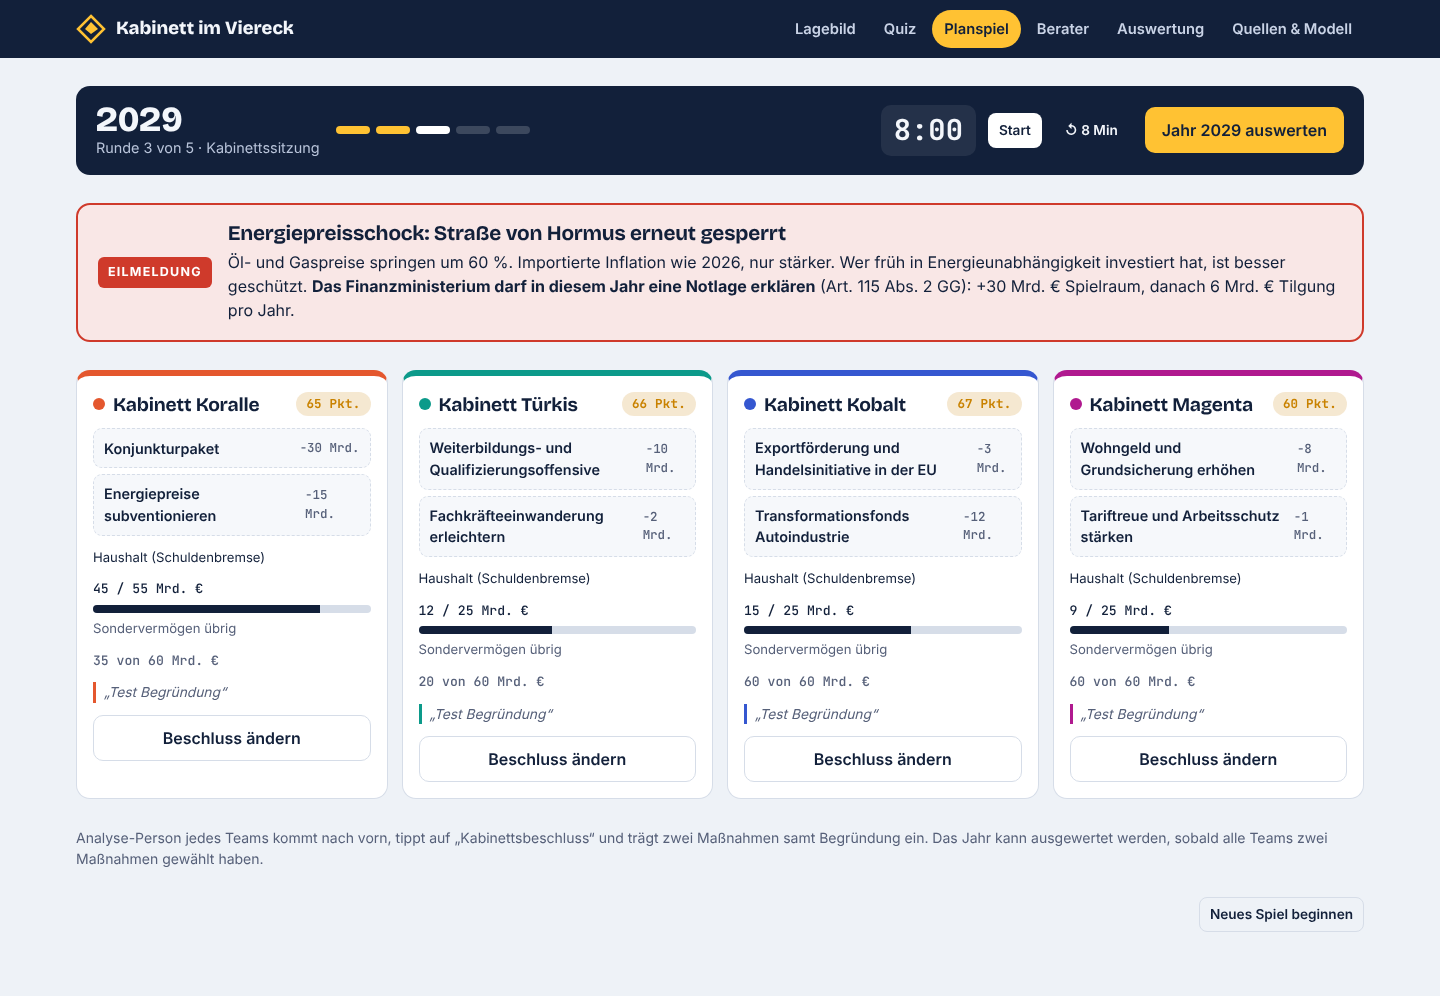 Kabinett im Viereck
Lagebild
Quiz
Planspiel
Berater
Auswertung
Quellen & Modell
2029
Runde 3 von 5 · Kabinettssitzung
8:00
Start
↺ 8 Min
Jahr 2029 auswerten
EILMELDUNG
Energiepreisschock: Straße von Hormus erneut gesperrt
Öl- und Gaspreise springen um 60 %. Importierte Inflation wie 2026, nur stärker. Wer früh in Energieunabhängigkeit investiert hat, ist besser
geschützt. Das Finanzministerium darf in diesem Jahr eine Notlage erklären (Art. 115 Abs. 2 GG): +30 Mrd. € Spielraum, danach 6 Mrd. € Tilgung
pro Jahr.
Kabinett Koralle
65 Pkt.
Konjunkturpaket
-30 Mrd.
Energiepreise
subventionieren
-15
Mrd.
Haushalt (Schuldenbremse)
45 / 55 Mrd. €
Sondervermögen übrig
35 von 60 Mrd. €
„Test Begründung“
Beschluss ändern
Kabinett Türkis
66 Pkt.
Weiterbildungs- und
Qualifizierungsoffensive
-10
Mrd.
Fachkräfteeinwanderung
erleichtern
-2
Mrd.
Haushalt (Schuldenbremse)
12 / 25 Mrd. €
Sondervermögen übrig
20 von 60 Mrd. €
„Test Begründung“
Beschluss ändern
Kabinett Kobalt
67 Pkt.
Exportförderung und
Handelsinitiative in der EU
-3
Mrd.
Transformationsfonds
Autoindustrie
-12
Mrd.
Haushalt (Schuldenbremse)
15 / 25 Mrd. €
Sondervermögen übrig
60 von 60 Mrd. €
„Test Begründung“
Beschluss ändern
Kabinett Magenta
60 Pkt.
Wohngeld und
Grundsicherung erhöhen
-8
Mrd.
Tariftreue und Arbeitsschutz
stärken
-1
Mrd.
Haushalt (Schuldenbremse)
9 / 25 Mrd. €
Sondervermögen übrig
60 von 60 Mrd. €
„Test Begründung“
Beschluss ändern
Analyse-Person jedes Teams kommt nach vorn, tippt auf „Kabinettsbeschluss“ und trägt zwei Maßnahmen samt Begründung ein. Das Jahr kann ausgewertet werden, sobald alle Teams zwei
Maßnahmen gewählt haben.
Neues Spiel beginnen